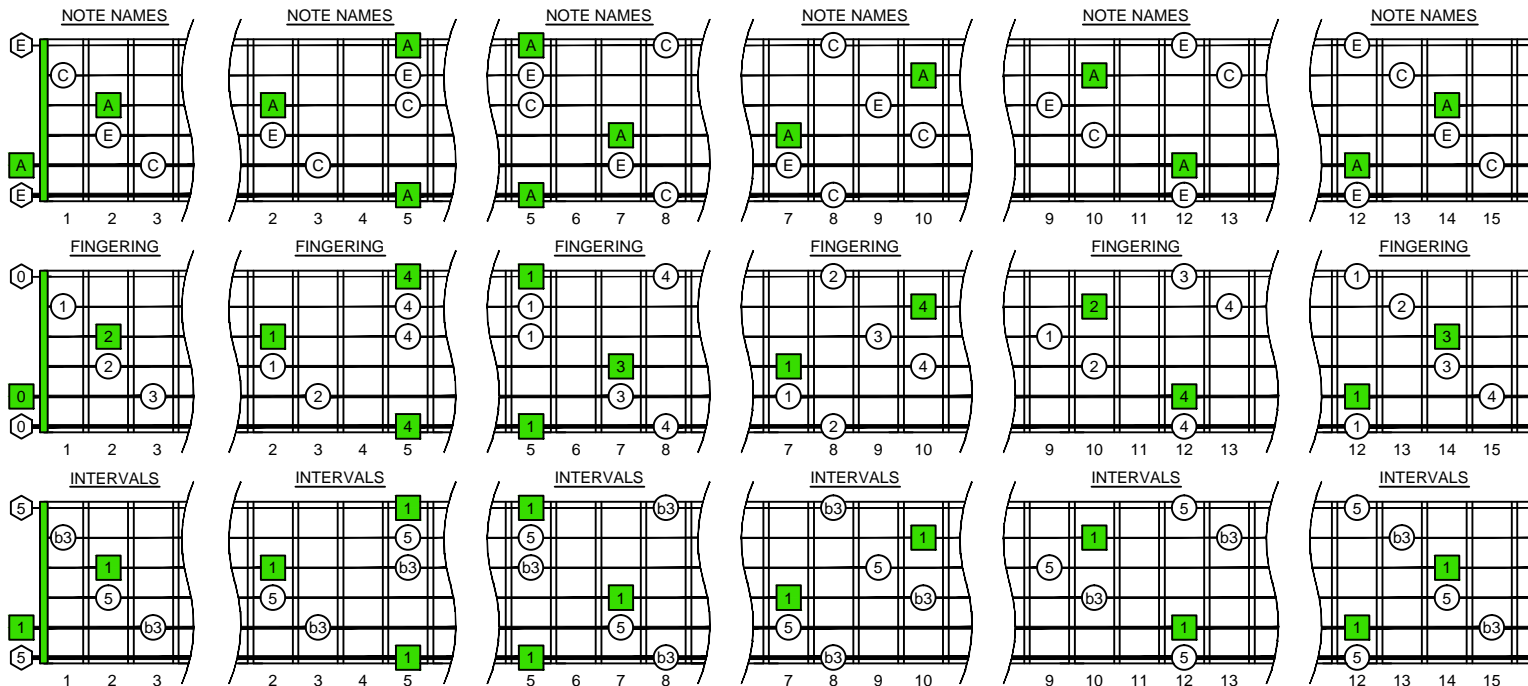 NOTE NAMES NOTE NAMES NOTE NAMES NOTE NAMES NOTE NAMES NOTE NAMES
E A A C C E E
C E E A A C C
A A C C E E A
E E A A C C E
A C C E E A A C
E A A C C E E
1 2 3 2 3 4 5 5 6 7 8 7 8 9 10 9 10 11 12 13 12 13 14 15
FINGERING FINGERING FINGERING FINGERING FINGERING FINGERING
0 4 1 4 2 3 1
1 4 1 4 2 4 2
2 1 4 1 3 1 3
2 1 3 1 4 2 3
0 3 2 3 1 4 1 4
0 4 1 4 2 4 1
1 2 3 2 3 4 5 5 6 7 8 7 8 9 10 9 10 11 12 13 12 13 14 15
INTERVALS INTERVALS INTERVALS INTERVALS INTERVALS INTERVALS
5 1 1 b3 b3 5 5
b3 5 5 1 1 b3 b3
1 1 b3 b3 5 5 1
5 5 1 1 b3 b3 5
1 b3 b3 5 5 1 1 b3
5 1 1 b3 b3 5 5
1 2 3 2 3 4 5 5 6 7 8 7 8 9 10 9 10 11 12 13 12 13 14 15